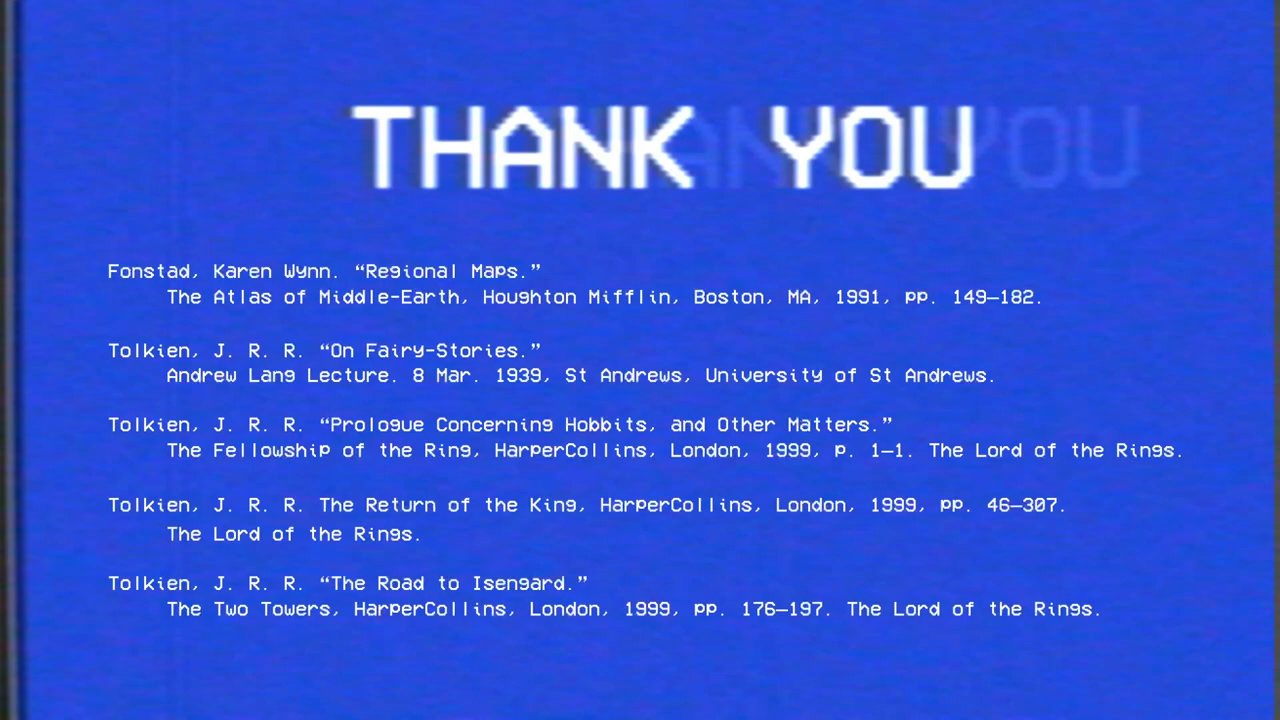 THANK YOU
Fonstad, Karen Wynn. “Regional Maps.”
The Atlas of Middle-Earth, Houghton Mifflin, Boston, MA, 1991, pp. 149–182.
Tolkien, J. R. R. “On Fairy-Stories.”
Andrew Lang Lecture. 8 Mar. 1939, St Andrews, University of St Andrews.
Tolkien, J. R. R. “Prologue Concerning Hobbits, and Other Matters.”
The Fellowship of the Ring, HarperCollins, London, 1999, p. 1–1. The Lord of the Rings.
Tolkien, J. R. R. The Return of the King, HarperCollins, London, 1999, pp. 46–307.
The Lord of the Rings.
Tolkien, J. R. R. “The Road to Isengard.”
The Two Towers, HarperCollins, London, 1999, pp. 176–197. The Lord of the Rings.